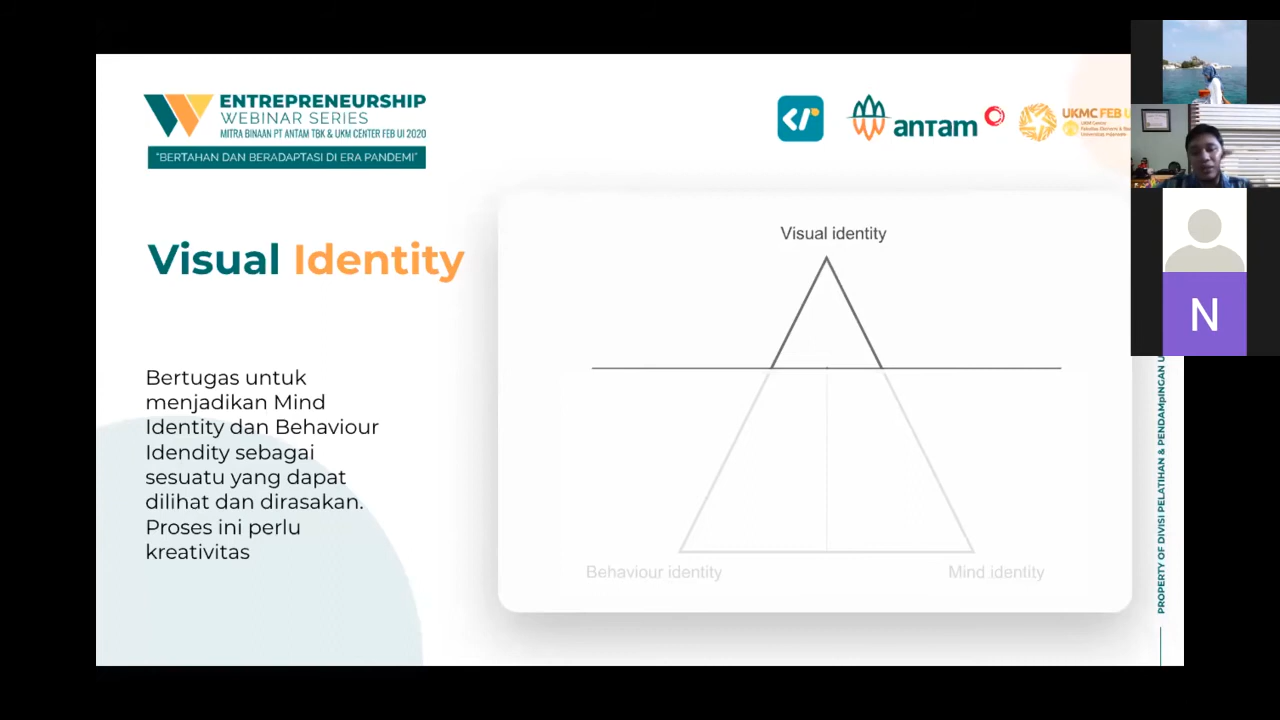 ENTREPRENEURSHIP
WEBINAR SERIES
MITRA BINAAN PT ANTAM TBK & UKM CENTER FEB UI 2020
"BERTAHAN DAN BERADAPTASI DI ERA PANDEMI"
antam
UKMC FEB
Visual Identity
Bertugas untuk
menjadikan Mind
Identity dan Behaviour
Idendity sebagai
sesuatu yang dapat
dilihat dan dirasakan.
Proses ini perlu
kreativitas
Visual identity
Behaviour identity
Mind identity
N
PROPERTY OF DIVISI PELATIHAN & PENDAMpINGAN